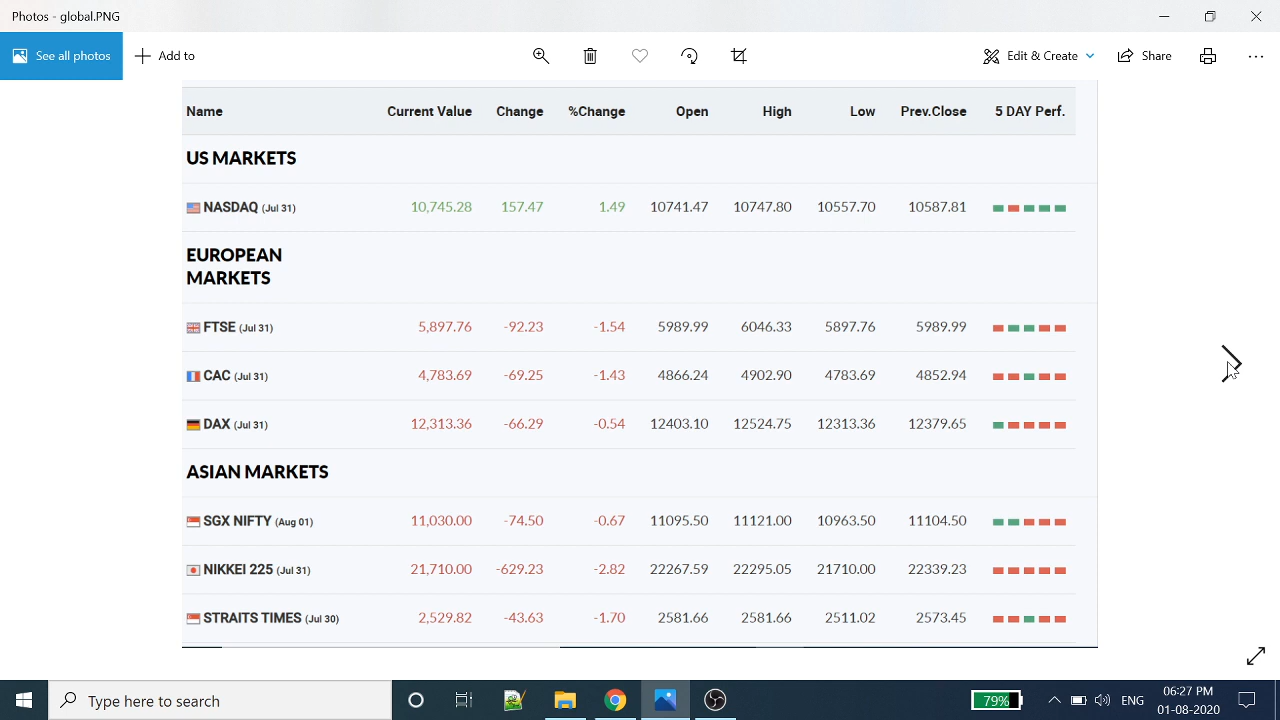 Photos - global.PNG
See all photos Add to Edit & Create Share
Name Current Value Change %Change Open High Low Prev.Close 5 DAY Perf.
US MARKETS
NASDAQ (Jul 31) 10,745.28 157.47 1.49 10741.47 10747.80 10557.70 10587.81
EUROPEAN
MARKETS
FTSE (Jul 31) 5,897.76 -92.23 -1.54 5989.99 6046.33 5897.76 5989.99
CAC (Jul 31) 4,783.69 -69.25 -1.43 4866.24 4902.90 4783.69 4852.94
DAX (Jul 31) 12,313.36 -66.29 -0.54 12403.10 12524.75 12313.36 12379.65
ASIAN MARKETS
SGX NIFTY (Aug 01) 11,030.00 -74.50 -0.67 11095.50 11121.00 10963.50 11104.50
NIKKEI 225 (Jul 31) 21,710.00 -629.23 -2.82 22267.59 22295.05 21710.00 22339.23
STRAITS TIMES (Jul 30) 2,529.82 -43.63 -1.70 2581.66 2581.66 2511.02 2573.45
Type here to search 79% ENG 06:27 PM
01-08-2020